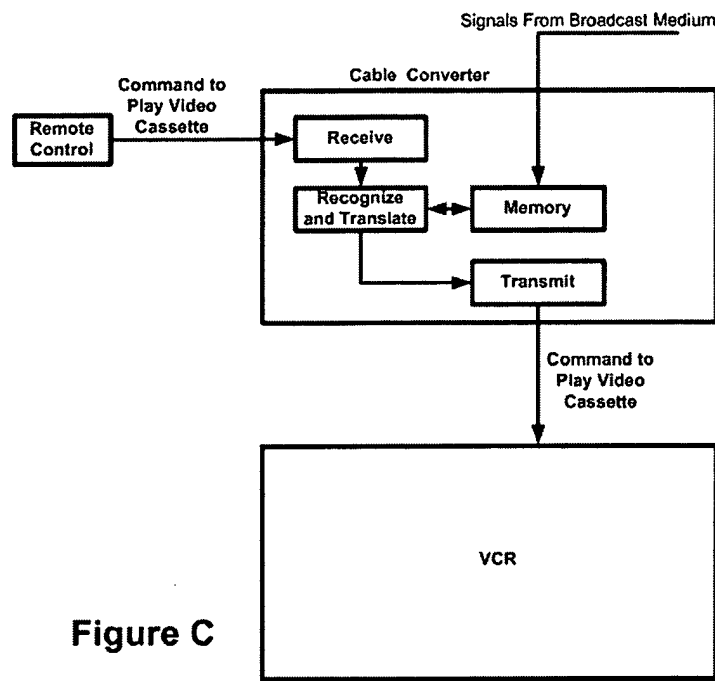 Signals From Broadcast Medium
Cable Converter
Command to
Play Video
Cassette
Remote
Control
Receive
Recognize
and Translate
Memory
Transmit
Command to
Play Video
Cassette
VCR
Figure C